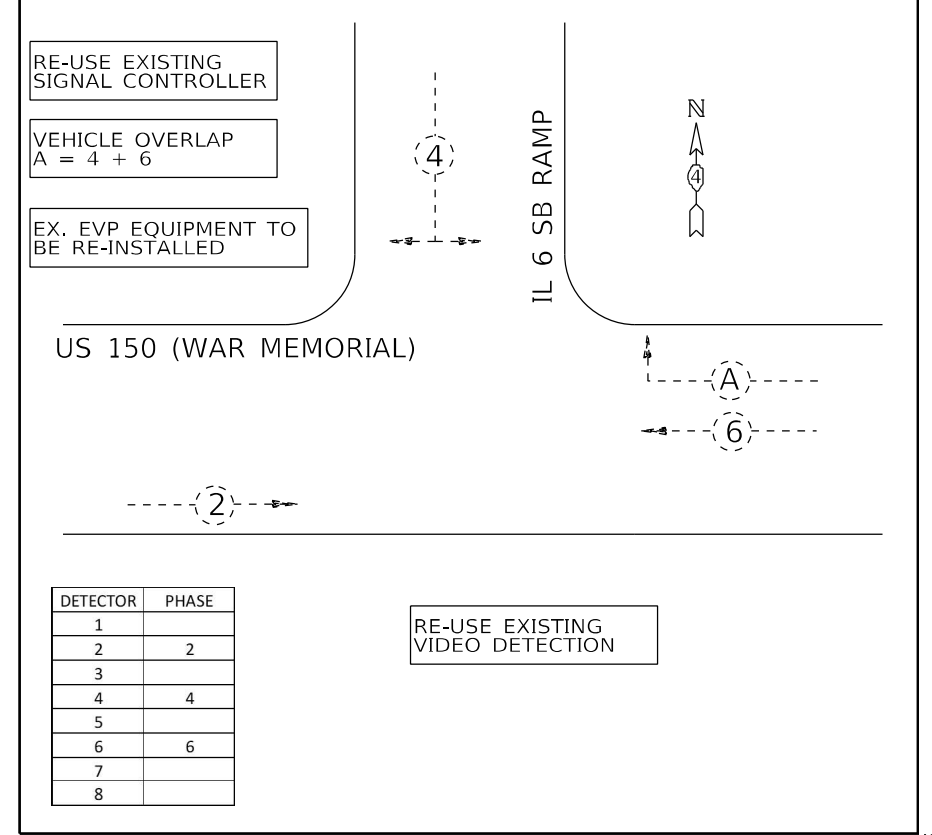 RE-USE EXISTING
SIGNAL CONTROLLER
VEHICLE OVERLAP
A = 4 + 6
EX. EVP EQUIPMENT TO
BE RE-INSTALLED
4
IL 6 SB RAMP
N
4
US 150 (WAR MEMORIAL)
A
6
2
DETECTOR PHASE
1
2 2
3
4 4
5
6 6
7
8
RE-USE EXISTING
VIDEO DETECTION